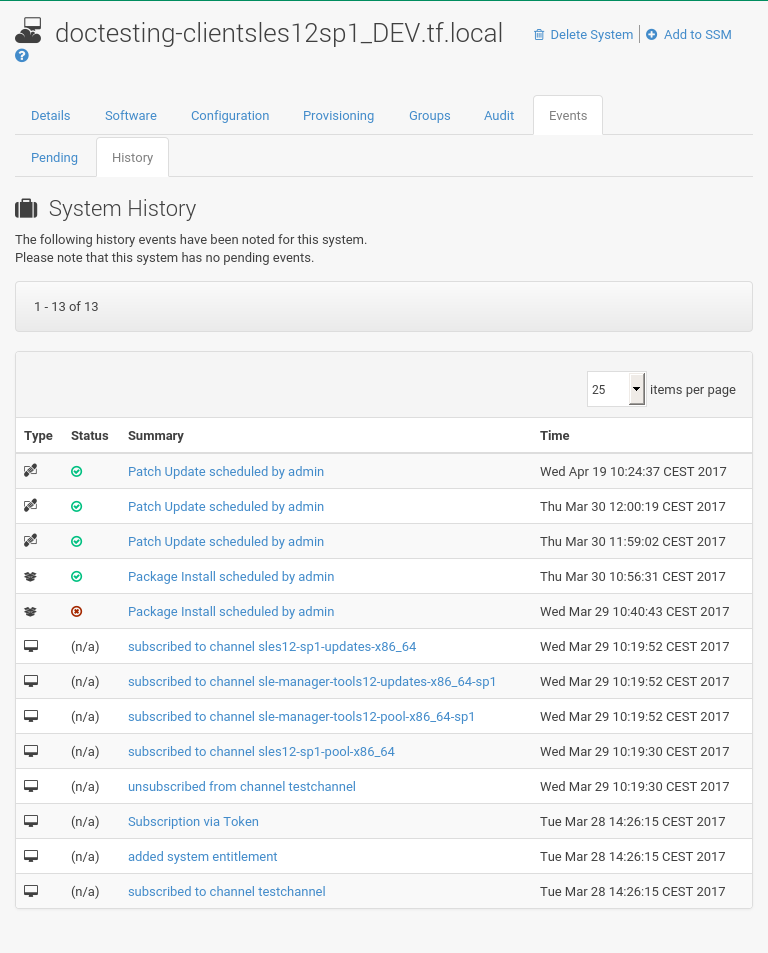 doctesting-clientsles12sp1_DEV.tf.local
Delete System | Add to SSM
Details Software Configuration Provisioning Groups Audit Events
Pending History
System History
The following history events have been noted for this system.
Please note that this system has no pending events.
1 - 13 of 13
25 items per page
Type Status Summary Time
Patch Update scheduled by admin Wed Apr 19 10:24:37 CEST 2017
Patch Update scheduled by admin Thu Mar 30 12:00:19 CEST 2017
Patch Update scheduled by admin Thu Mar 30 11:59:02 CEST 2017
Package Install scheduled by admin Thu Mar 30 10:56:31 CEST 2017
Package Install scheduled by admin Wed Mar 29 10:40:43 CEST 2017
(n/a) subscribed to channel sles12-sp1-updates-x86_64 Wed Mar 29 10:19:52 CEST 2017
(n/a) subscribed to channel sle-manager-tools12-updates-x86_64-sp1 Wed Mar 29 10:19:52 CEST 2017
(n/a) subscribed to channel sle-manager-tools12-pool-x86_64-sp1 Wed Mar 29 10:19:52 CEST 2017
(n/a) subscribed to channel sles12-sp1-pool-x86_64 Wed Mar 29 10:19:30 CEST 2017
(n/a) unsubscribed from channel testchannel Wed Mar 29 10:19:30 CEST 2017
(n/a) Subscription via Token Tue Mar 28 14:26:15 CEST 2017
(n/a) added system entitlement Tue Mar 28 14:26:15 CEST 2017
(n/a) subscribed to channel testchannel Tue Mar 28 14:26:15 CEST 2017